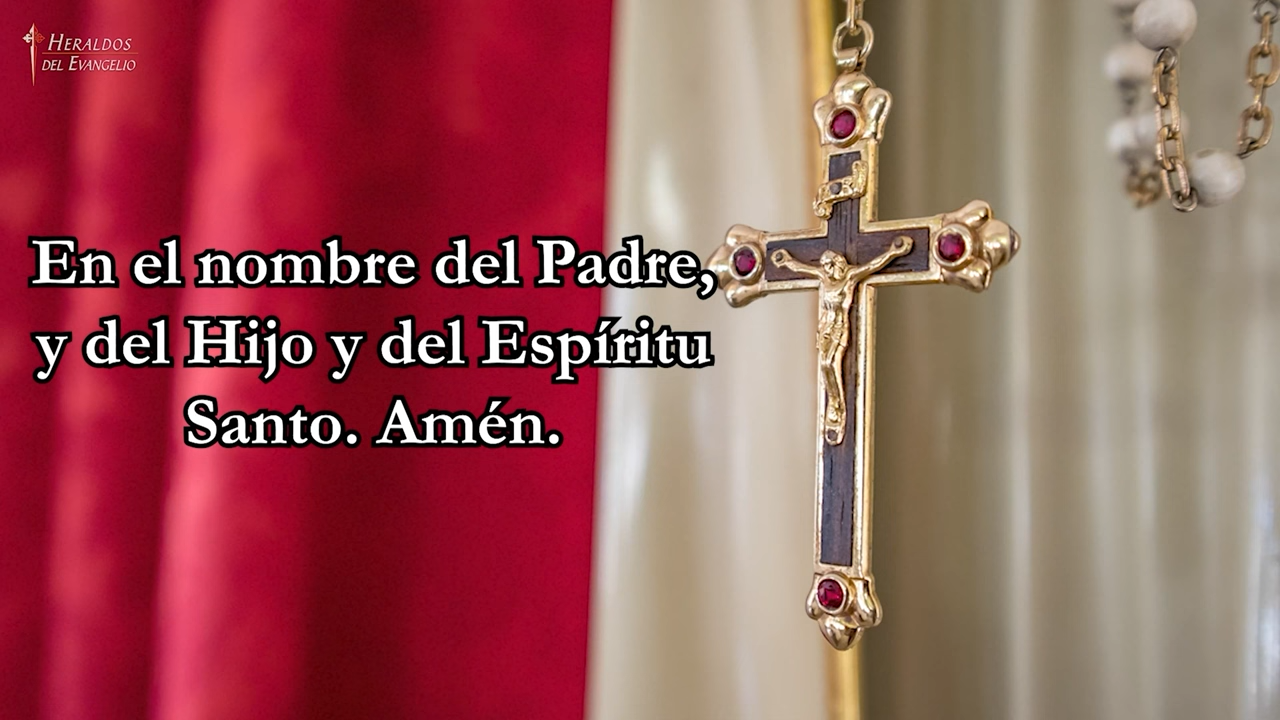 HERALDOS
DEL EVANGELIO
En el nombre del Padre,
y del Hijo y del Espíritu
Santo. Amén.